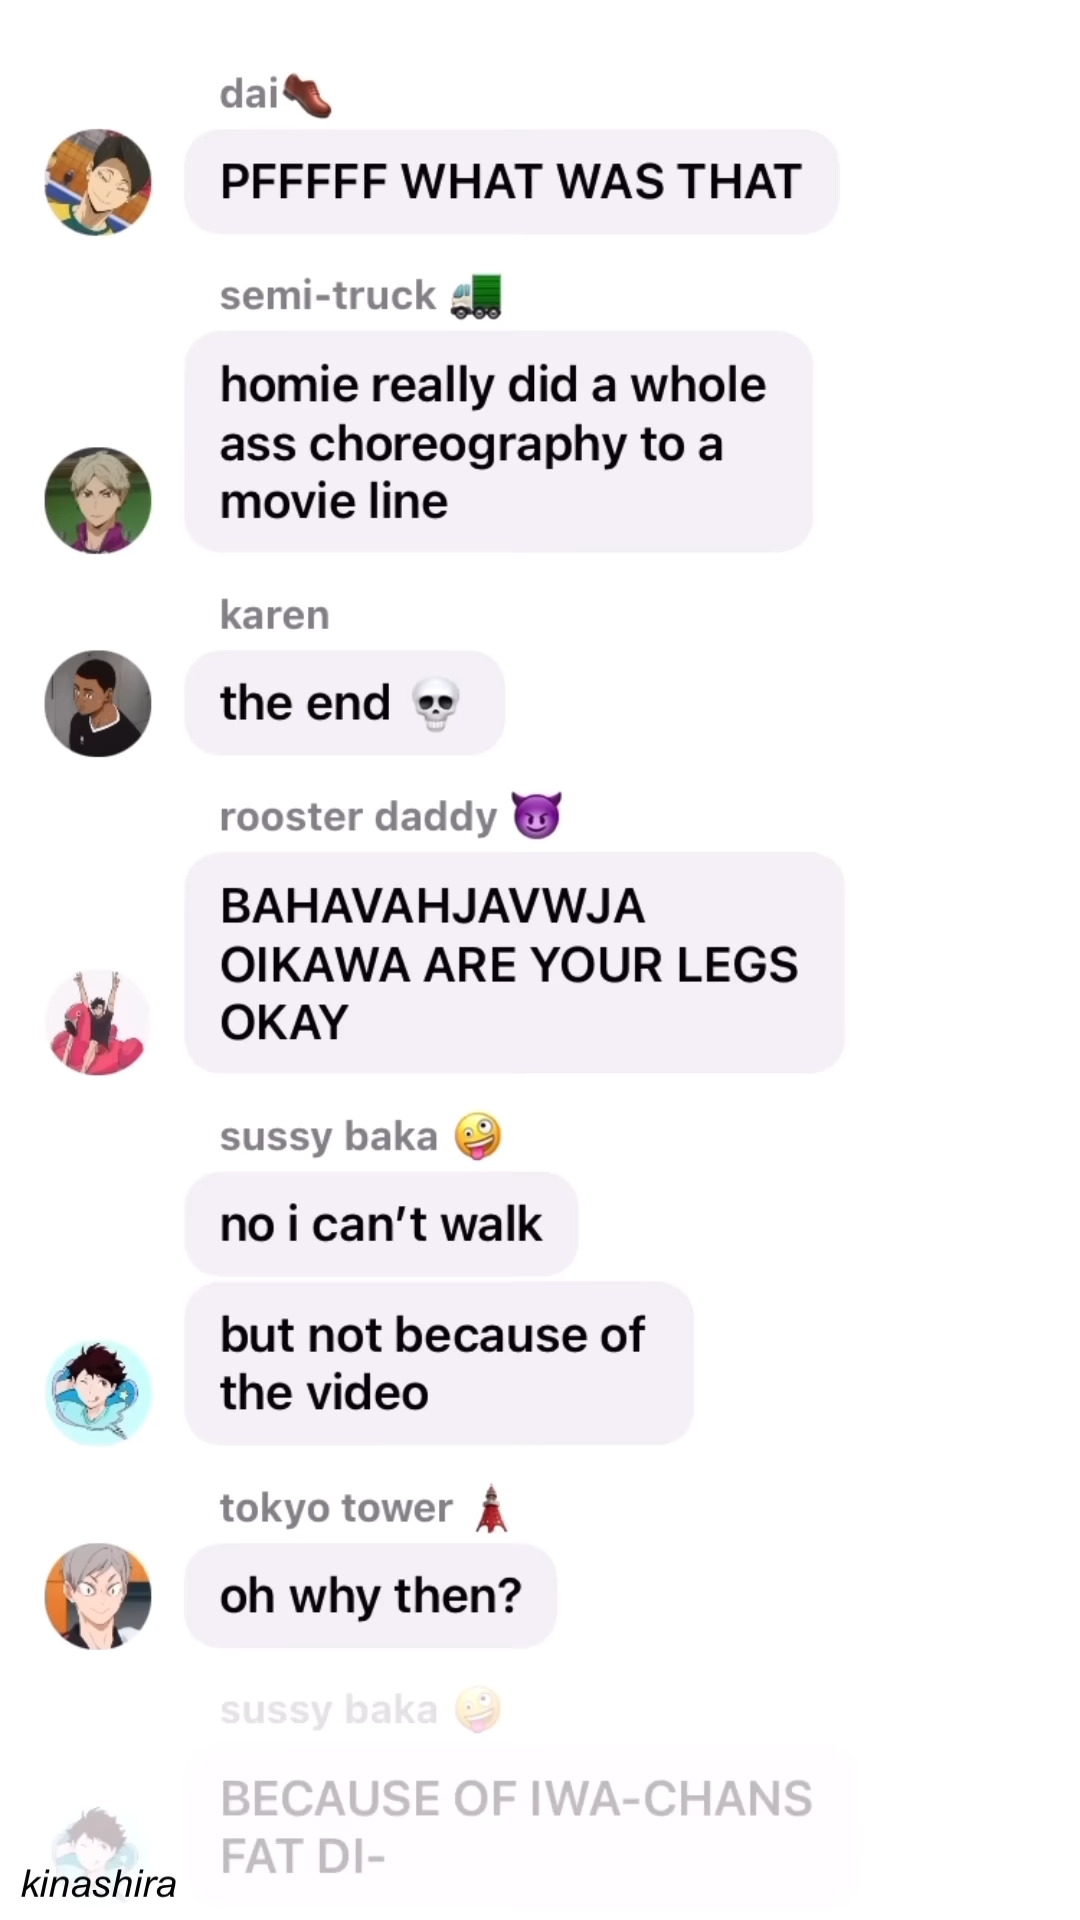 dai👞
PFFFFF WHAT WAS THAT
semi-truck 🚛
homie really did a whole
ass choreography to a
movie line
karen
the end 💀
rooster daddy 😈
BAHAVAHJAVWJA
OIKAWA ARE YOUR LEGS
OKAY
sussy baka 🤪
no i can’t walk
but not because of
the video
tokyo tower 🗼
oh why then?
sussy baka 🤪
BECAUSE OF IWA-CHANS
FAT DI-
kinashira